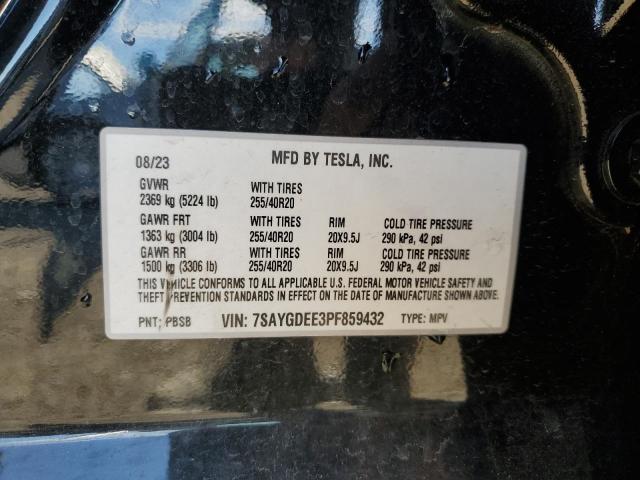 08/23 MFD BY TESLA, INC.
GVWR WITH TIRES
2369 kg (5224 lb) 255/40R20
GAWR FRT WITH TIRES RIM COLD TIRE PRESSURE
1363 kg (3004 lb) 255/40R20 20X9.5J 290 kPa, 42 psi
GAWR RR WITH TIRES RIM COLD TIRE PRESSURE
1500 kg (3306 lb) 255/40R20 20X9.5J 290 kPa, 42 psi
THIS VEHICLE CONFORMS TO ALL APPLICABLE U.S. FEDERAL MOTOR VEHICLE SAFETY AND
THEFT PREVENTION STANDARDS IN EFFECT ON THE DATE OF MANUFACTURE SHOWN ABOVE.
PNT: PBSB VIN: 7SAYGDEE3PF859432 TYPE: MPV